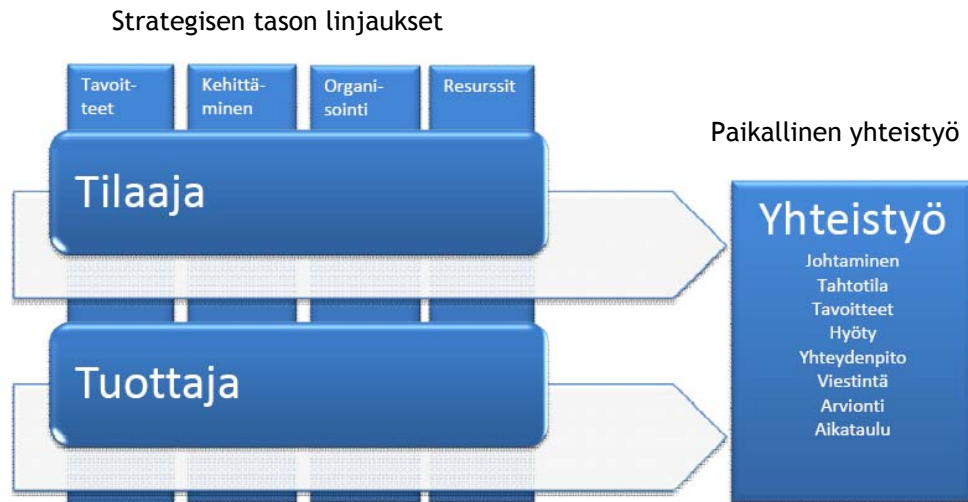 Strategisen tason linjaukset
Tavoit-
teet
Kehittä-
minen
Organi-
sointi
Resurssit
Tilaaja
Tuottaja
Paikallinen yhteistyö
Yhteistyö
Johtaminen
Tahtotila
Tavoitteet
Hyöty
Yhteydenpito
Viestintä
Arvionti
Aikataulu